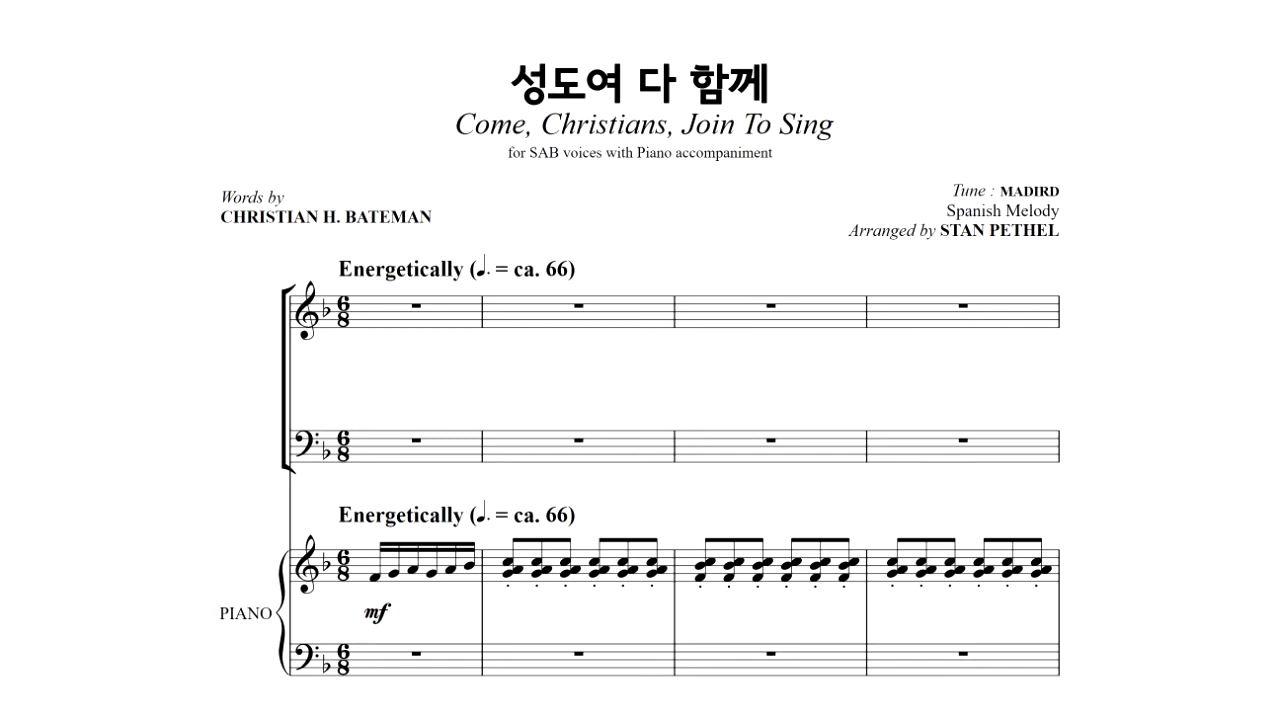 성도여 다 함께
Come, Christians, Join To Sing
for SAB voices with Piano accompaniment
Words by
CHRISTIAN H. BATEMAN
Tune : MADIRD
Spanish Melody
Arranged by STAN PETHEL
Energetically (♩. = ca. 66)
6 8
6 8
Energetically (♩. = ca. 66)
6 8
PIANO
mf
6 8